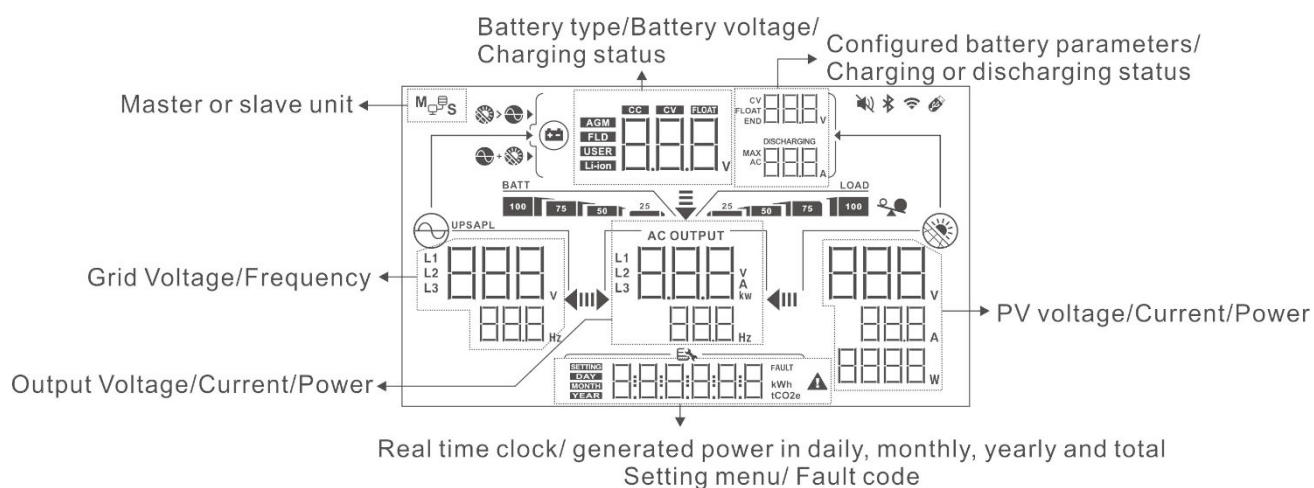 Battery type/Battery voltage/
Charging status
Configured battery parameters/
Charging or discharging status
Master or slave unit
M S
CC CV FLOAT
AGM
FLD
USER
Li-ion
V
CV
FLOAT
END
V
DISCHARGING
MAX
AC
A
BATT
LOAD
100 75 50 25
25 50 75 100
UPSAPL
AC OUTPUT
Grid Voltage/Frequency
L1
L2
L3
V
Hz
L1
L2
L3
V
A
kw
Hz
V
A
W
PV voltage/Current/Power
Output Voltage/Current/Power
SETTING
DAY
MONTH
YEAR
FAULT
kWh
tCO2e
Real time clock/ generated power in daily, monthly, yearly and total
Setting menu/ Fault code